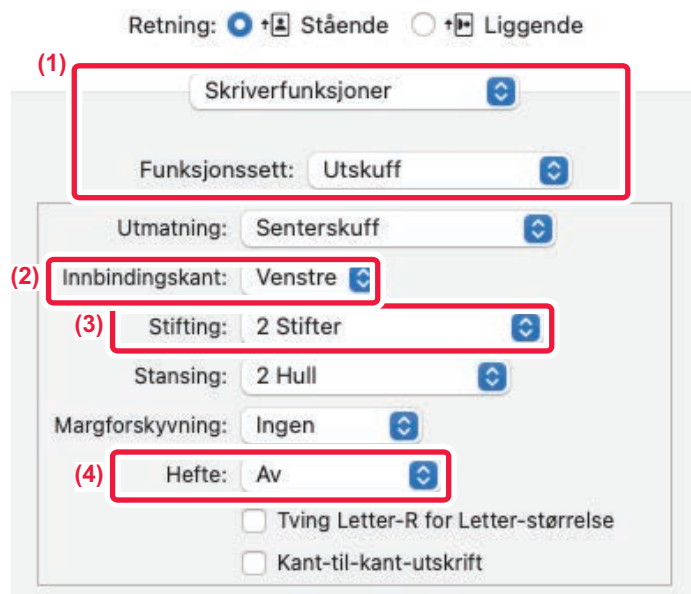 Retning: Stående Liggende
(1)
Skriverfunksjoner
Funksjonssett: Utskuff
Utmatning: Senterskuff
(2) Innbindingskant: Venstre
(3) Stifting: 2 Stifter
Stansing: 2 Hull
Margforskyvning: Ingen
(4) Hefte: Av
Tving Letter-R for Letter-størrelse
Kant-til-kant-utskrift